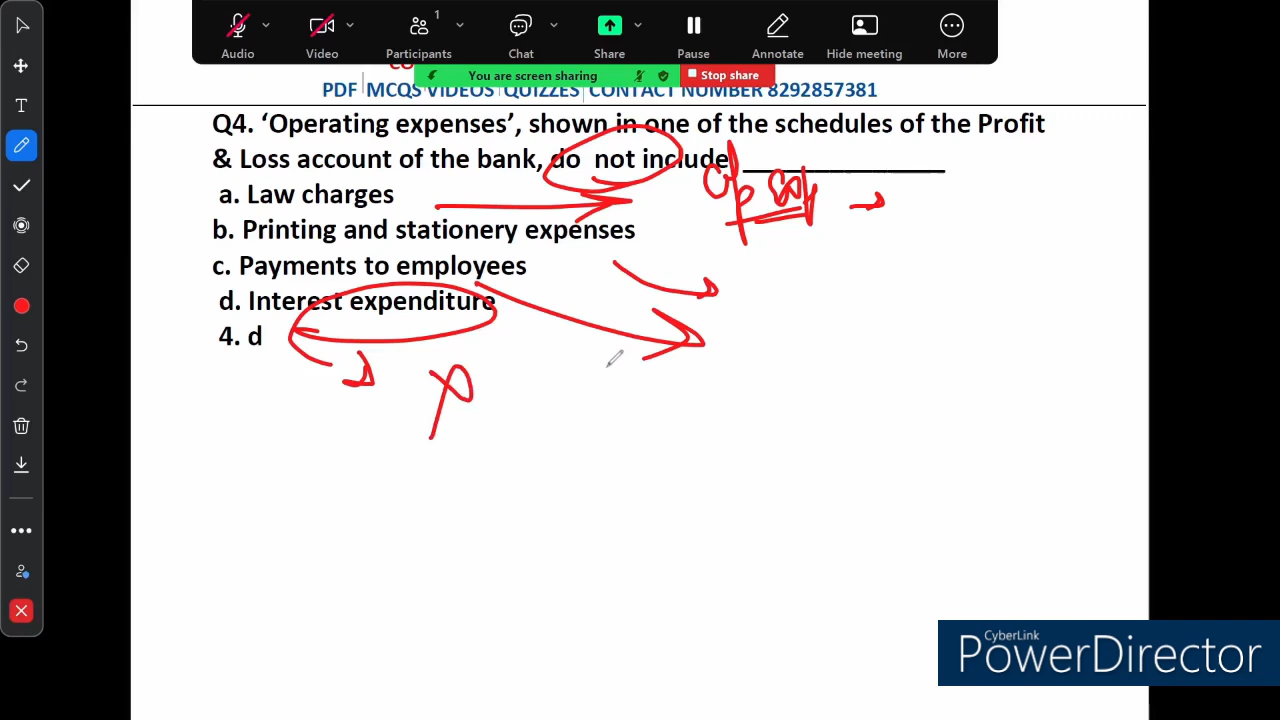 1
Audio Video Participants Chat Share Pause Annotate Hide meeting More
You are screen sharing Stop share
PDF MCQS VIDEOS QUIZZES CONTACT NUMBER 8292857381
Q4. ‘Operating expenses’, shown in one of the schedules of the Profit
& Loss account of the bank, do not include _______________
a. Law charges
b. Printing and stationery expenses
c. Payments to employees
d. Interest expenditure
4. d
CyberLink
PowerDirector